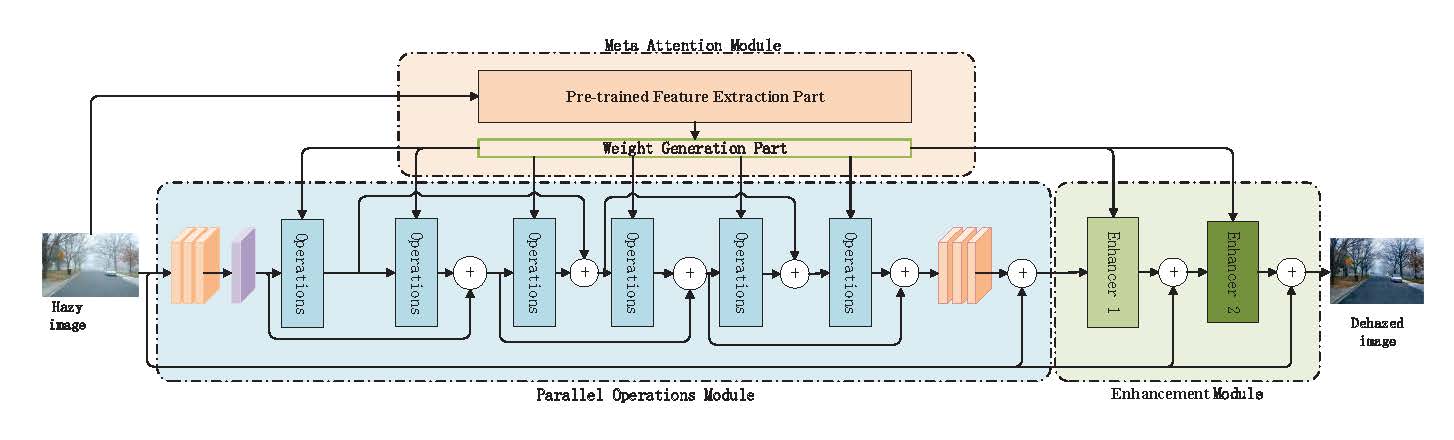 Meta Attention Module
Pre-trained Feature Extraction Part
Weight Generation Part
Operations
Operations
Operations
Operations
Operations
Operations
Enhancer 1
Enhancer 2
Hazy
image
Dehazed
image
Parallel Operations Module
Enhancement Module